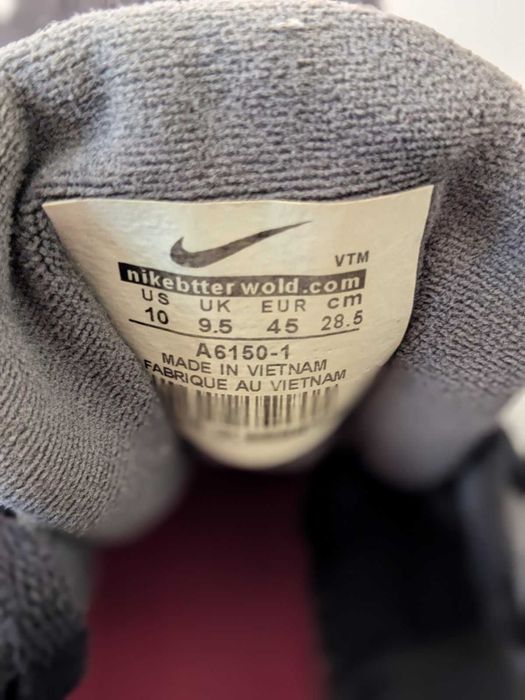 VTM
nikebtter wold.com
US UK EUR cm
10 9.5 45 28.5
A6150-1
MADE IN VIETNAM
FABRIQUE AU VIETNAM